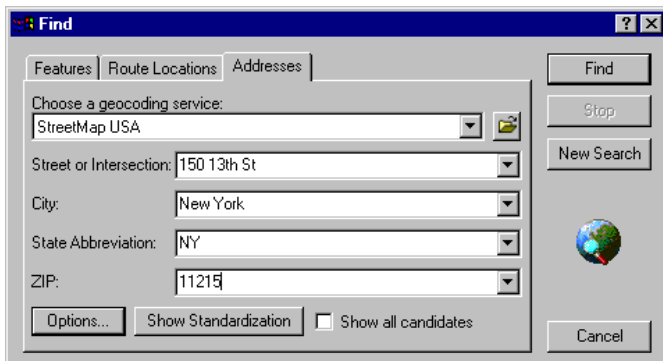 Find
Features Route Locations Addresses
Find
Choose a geocoding service:
StreetMap USA
Stop
Street or Intersection: 150 13th St
New Search
City: New York
State Abbreviation: NY
ZIP: 11215
Options... Show Standardization Show all candidates
Cancel